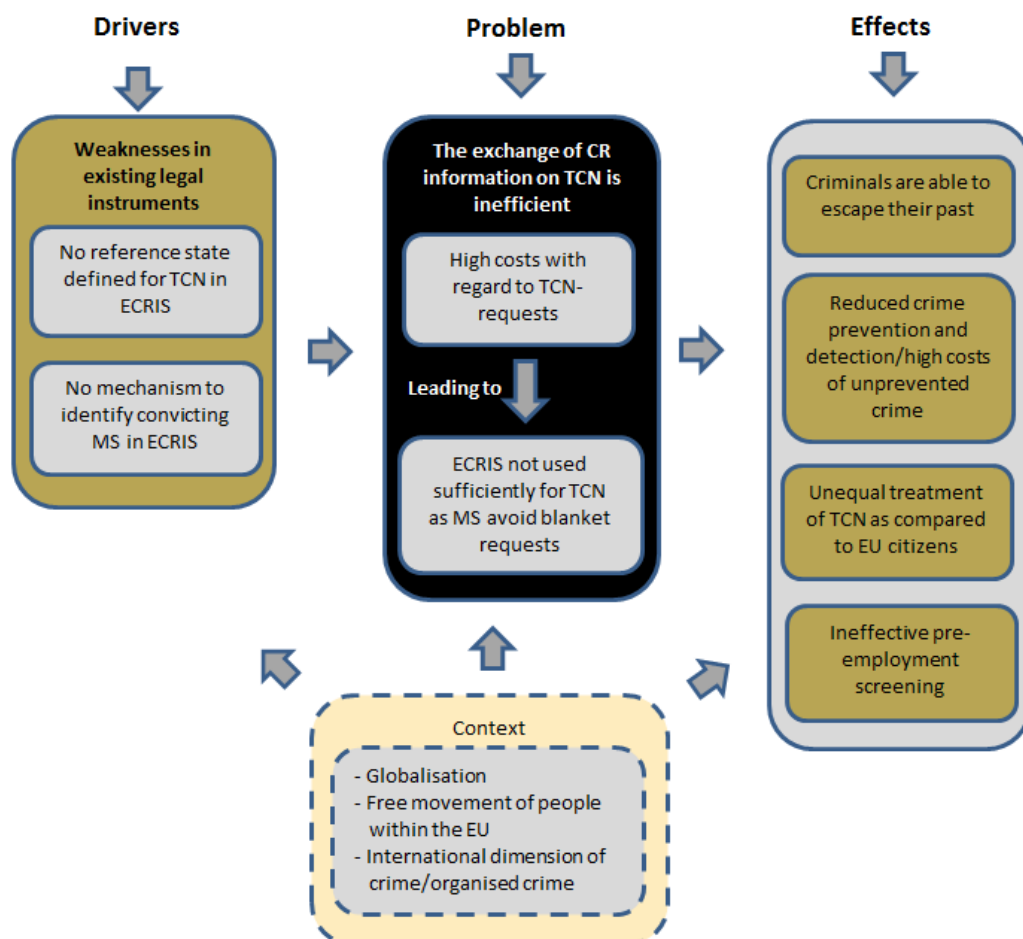 Drivers
Weaknesses in
existing legal
instruments
No reference state
defined for TCN in
ECRIS
No mechanism to
identify convicting
MS in ECRIS
Problem
The exchange of CR
information on TCN is
inefficient
High costs with
regard to TCN-
requests
Leading to
ECRIS not used
sufficiently for TCN
as MS avoid blanket
requests
Effects
Criminals are able to
escape their past
Reduced crime
prevention and
detection/high costs
of unprevented
crime
Unequal treatment
of TCN as compared
to EU citizens
Ineffective pre-
employment
screening
Context
- Globalisation
- Free movement of people
within the EU
- International dimension of
crime/organised crime